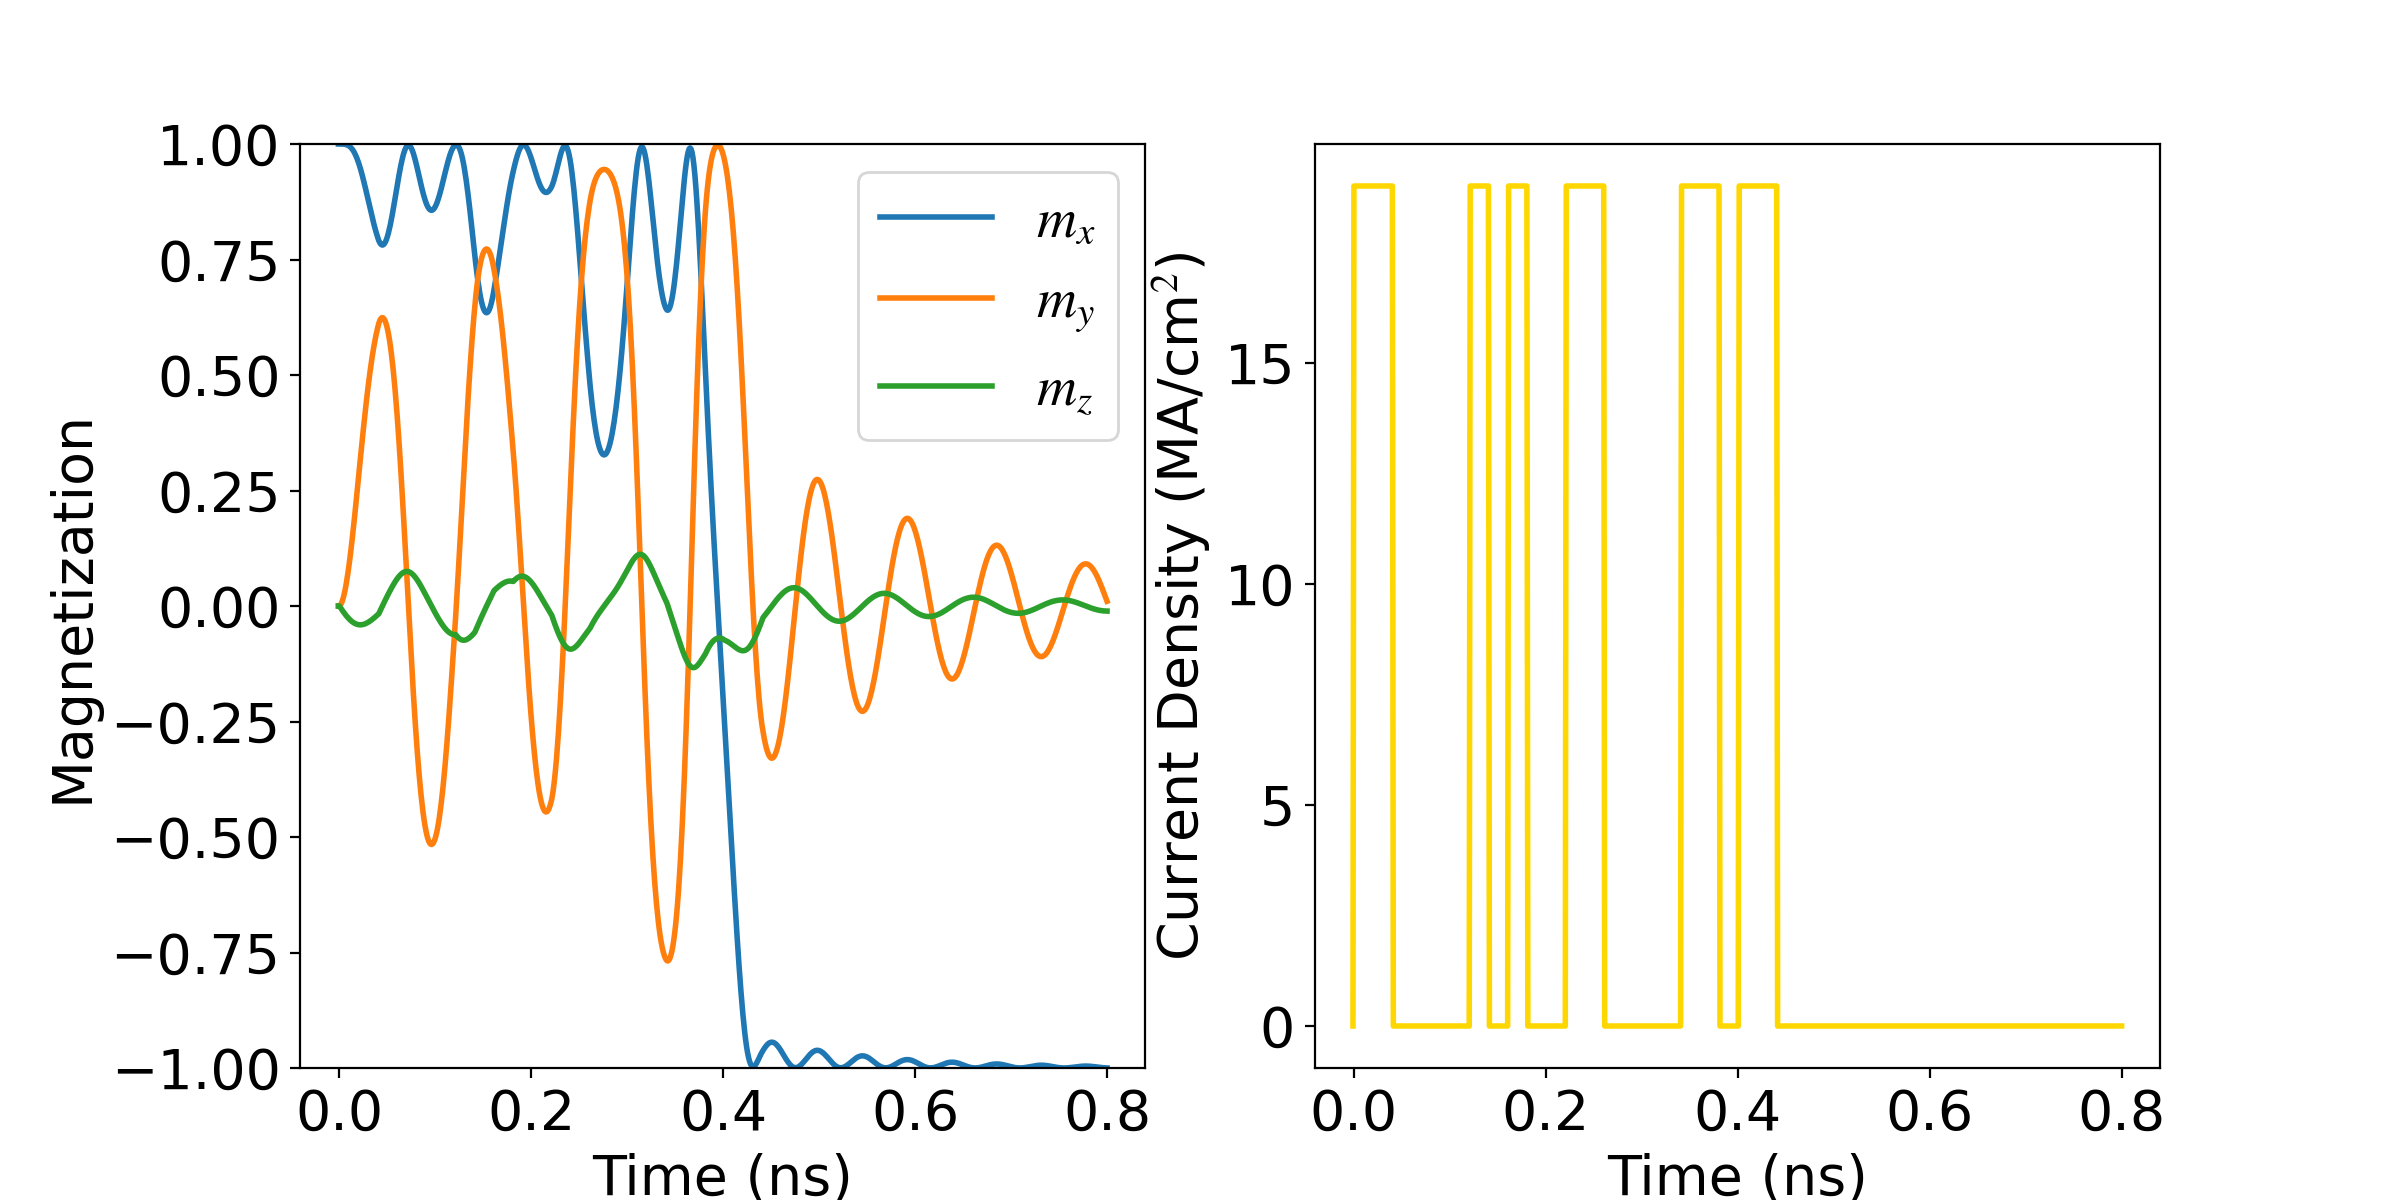 Magnetization
1.00
0.75
0.50
0.25
0.00
−0.25
−0.50
−0.75
−1.00
0.0 0.2 0.4 0.6 0.8
Time (ns)
m_x
m_y
m_z
Current Density (MA/cm²)
15
10
5
0
0.0 0.2 0.4 0.6 0.8
Time (ns)